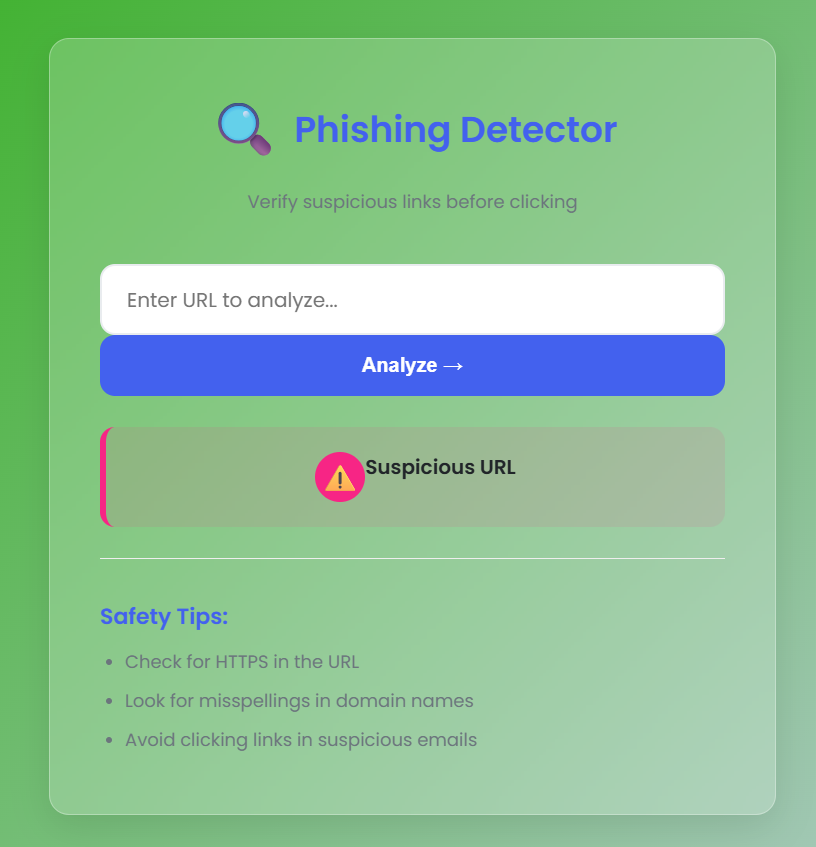 Phishing Detector
Verify suspicious links before clicking
Enter URL to analyze...
Analyze →
Suspicious URL
Safety Tips:
• Check for HTTPS in the URL
• Look for misspellings in domain names
• Avoid clicking links in suspicious emails